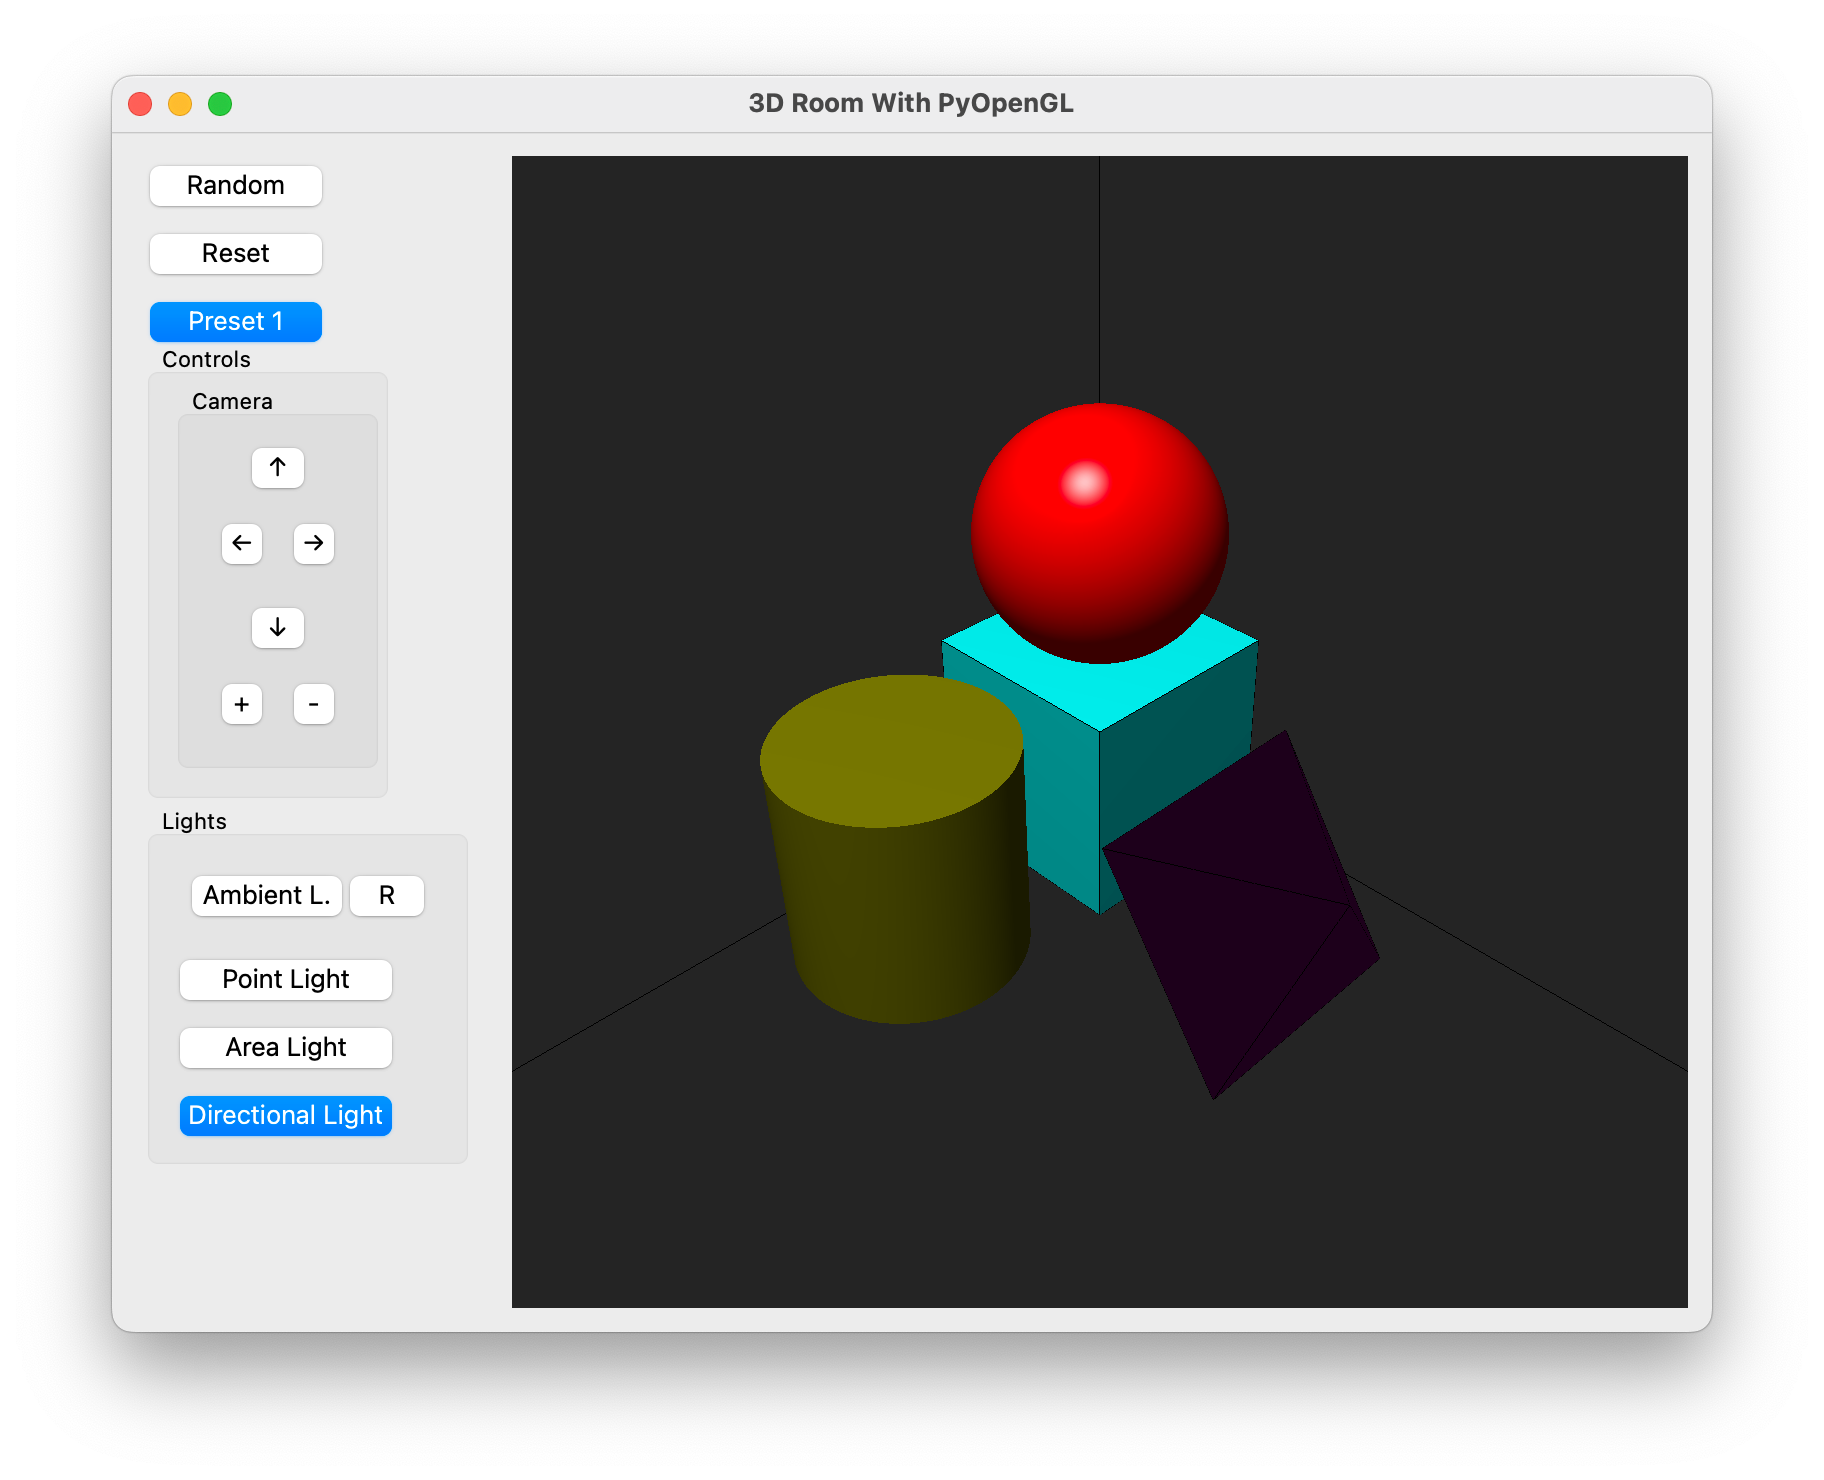 3D Room With PyOpenGL
Random
Reset
Preset 1
Controls
Camera
↑
← →
↓
+ -
Lights
Ambient L. R
Point Light
Area Light
Directional Light